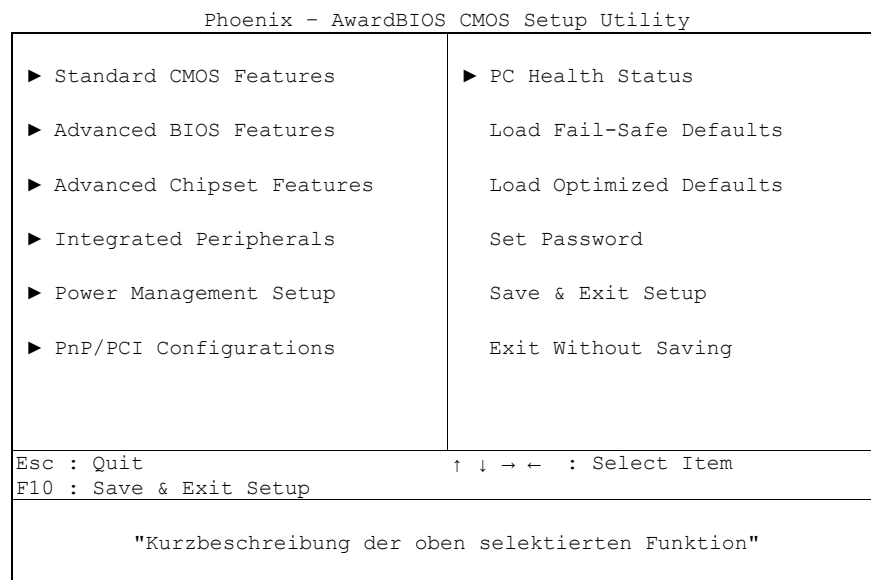 Phoenix – AwardBIOS CMOS Setup Utility
► Standard CMOS Features
► Advanced BIOS Features
► Advanced Chipset Features
► Integrated Peripherals
► Power Management Setup
► PnP/PCI Configurations
► PC Health Status
Load Fail-Safe Defaults
Load Optimized Defaults
Set Password
Save & Exit Setup
Exit Without Saving
Esc : Quit
↑ ↓ → ← : Select Item
F10 : Save & Exit Setup
"Kurzbeschreibung der oben selektierten Funktion"